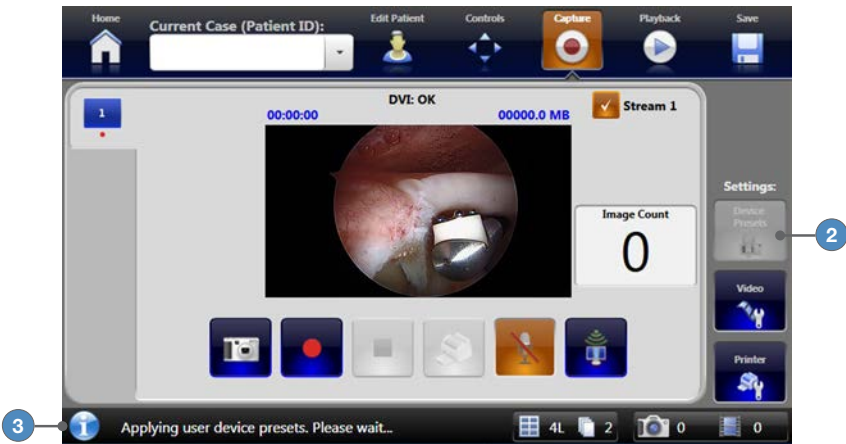 Home
Current Case (Patient ID):
Edit Patient
Controls
Capture
Playback
Save
1
DVI: OK
00:00:00
00000.0 MB
Stream 1
Image Count
0
Settings:
Device
Presets
2
Video
Printer
3
i
Applying user device presets. Please wait...
4L
2
0
0